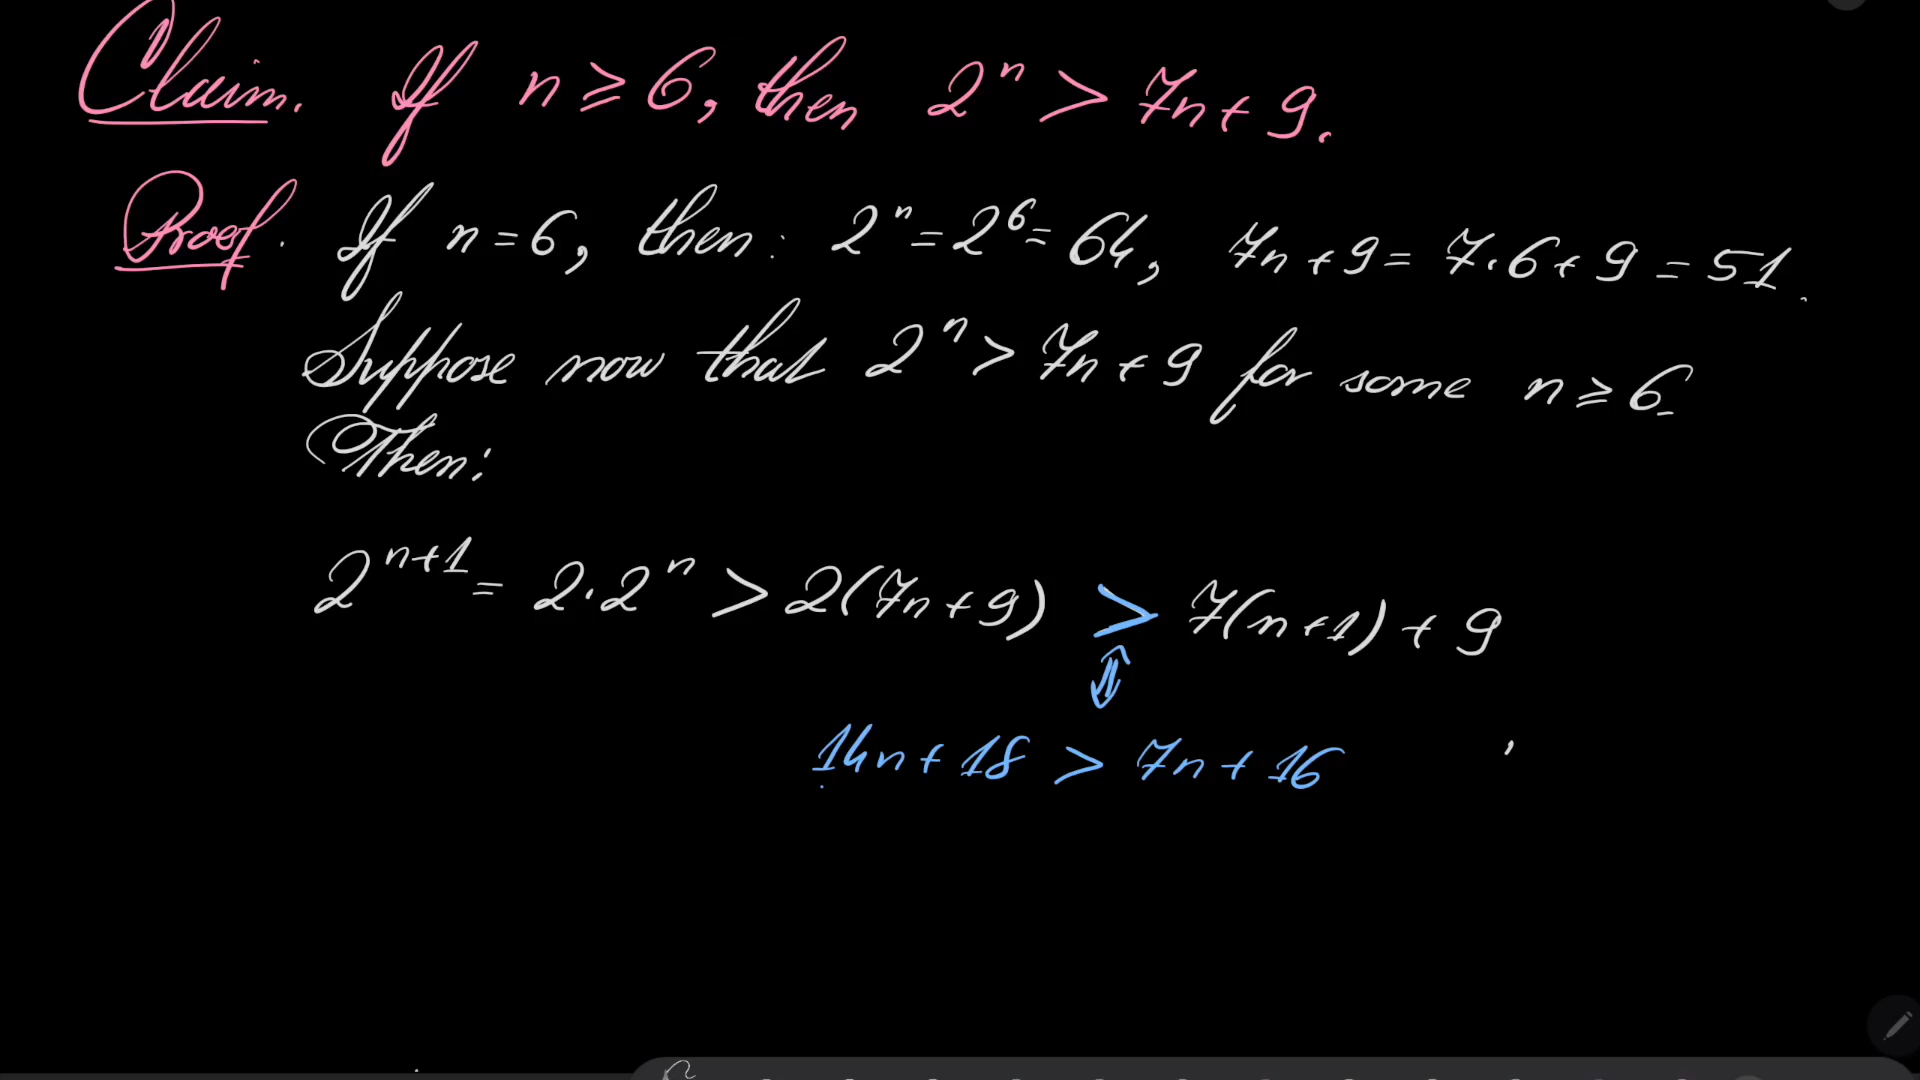 Claim. If n ≥ 6, then 2ⁿ > 7n + 9.
Proof. If n = 6, then: 2ⁿ = 2⁶ = 64, 7n + 9 = 7·6 + 9 = 51.
Suppose now that 2ⁿ > 7n + 9 for some n ≥ 6.
Then:
2ⁿ⁺¹ = 2·2ⁿ > 2(7n + 9) > 7(n+1) + 9
⇕
14n + 18 > 7n + 16